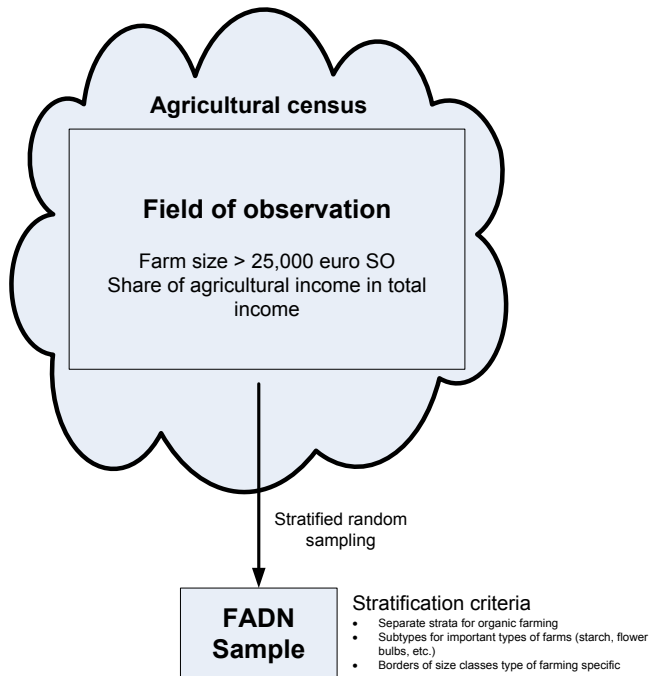 Agricultural census
Field of observation
Farm size > 25,000 euro SO
Share of agricultural income in total
income
Stratified random
sampling
FADN
Sample
Stratification criteria
• Separate strata for organic farming
• Subtypes for important types of farms (starch, flower
bulbs, etc.)
• Borders of size classes type of farming specific